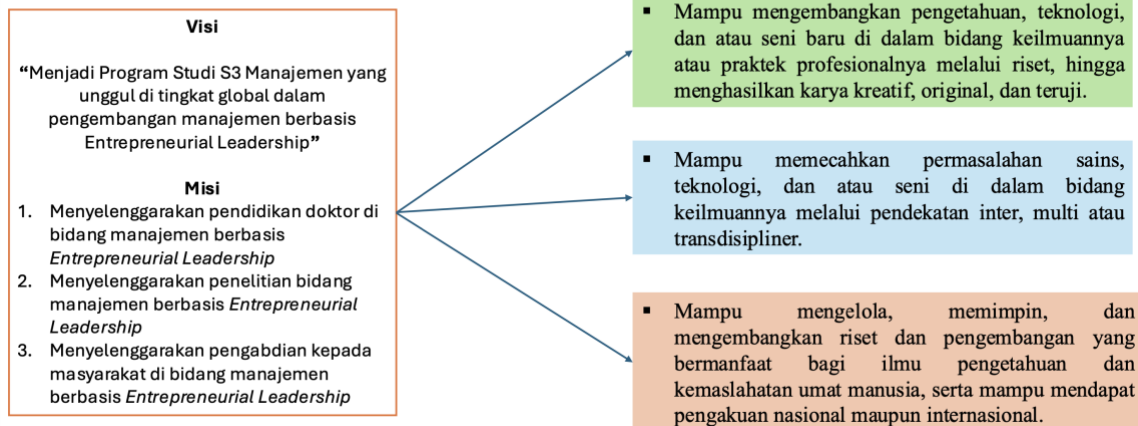 Visi
“Menjadi Program Studi S3 Manajemen yang
unggul di tingkat global dalam
pengembangan manajemen berbasis
Entrepreneurial Leadership”
Misi
1. Menyelenggarakan pendidikan doktor di
bidang manajemen berbasis
Entrepreneurial Leadership
2. Menyelenggarakan penelitian bidang
manajemen berbasis Entrepreneurial
Leadership
3. Menyelenggarakan pengabdian kepada
masyarakat di bidang manajemen
berbasis Entrepreneurial Leadership
▪ Mampu mengembangkan pengetahuan, teknologi,
dan atau seni baru di dalam bidang keilmuannya
atau praktek profesionalnya melalui riset, hingga
menghasilkan karya kreatif, original, dan teruji.
▪ Mampu memecahkan permasalahan sains,
teknologi, dan atau seni di dalam bidang
keilmuannya melalui pendekatan inter, multi atau
transdisipliner.
▪ Mampu mengelola, memimpin, dan
mengembangkan riset dan pengembangan yang
bermanfaat bagi ilmu pengetahuan dan
kemaslahatan umat manusia, serta mampu mendapat
pengakuan nasional maupun internasional.